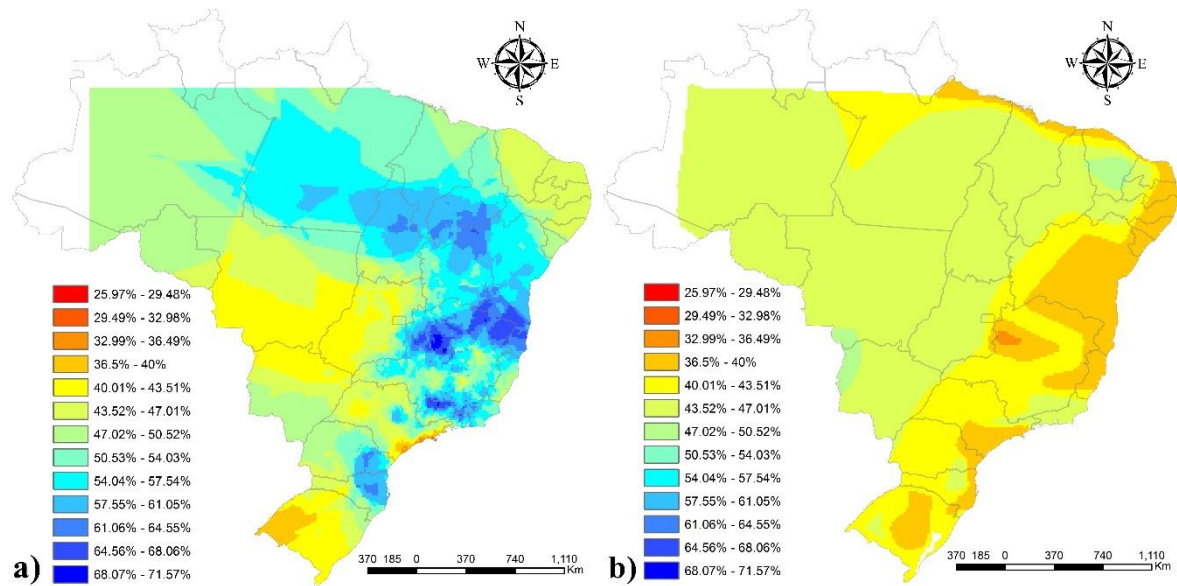 N
W E
S
25.97% - 29.48%
29.49% - 32.98%
32.99% - 36.49%
36.5% - 40%
40.01% - 43.51%
43.52% - 47.01%
47.02% - 50.52%
50.53% - 54.03%
54.04% - 57.54%
57.55% - 61.05%
61.06% - 64.55%
64.56% - 68.06%
68.07% - 71.57%
a)
370 185 0 370 740 1,110
Km
N
W E
S
25.97% - 29.48%
29.49% - 32.98%
32.99% - 36.49%
36.5% - 40%
40.01% - 43.51%
43.52% - 47.01%
47.02% - 50.52%
50.53% - 54.03%
54.04% - 57.54%
57.55% - 61.05%
61.06% - 64.55%
64.56% - 68.06%
68.07% - 71.57%
b)
370 185 0 370 740 1,110
Km